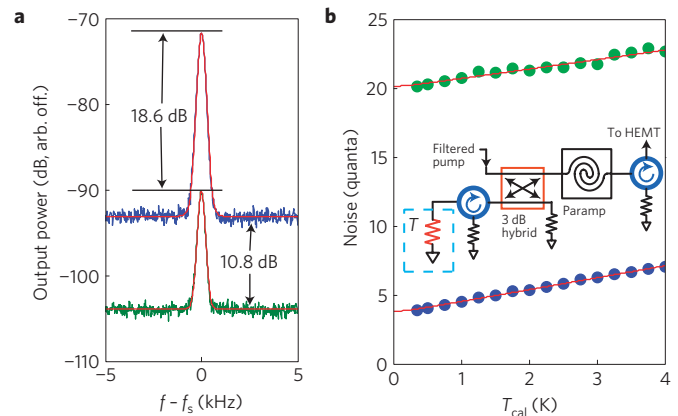 a
Output power (dB, arb. off.)
−70
−80
−90
−104
−110
18.6 dB
10.8 dB
−5
0
5
f − fs (kHz)
b
Noise (quanta)
25
20
15
10
5
0
To HEMT
Filtered
pump
T
3 dB
hybrid
Paramp
0
1
2
3
4
Tcal (K)